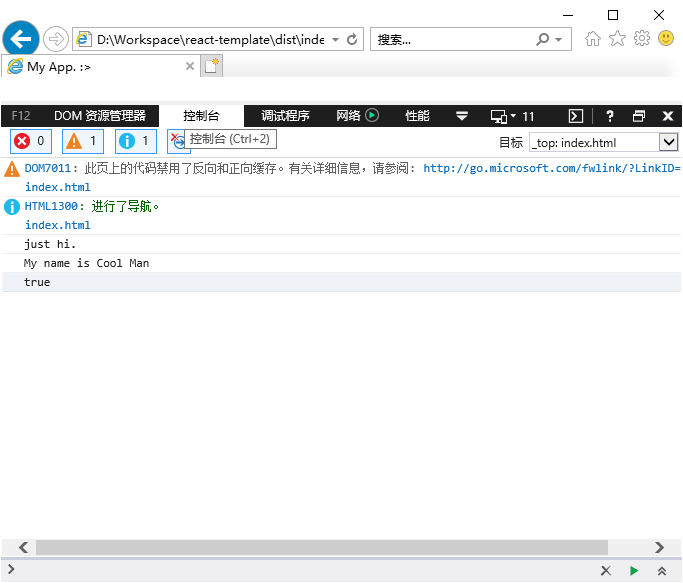 D:\Workspace\react-template\dist\inde
搜索...
My App. :>
F12 DOM 资源管理器 控制台 调试程序 网络 性能 11 ?
0 1 1 控制台 (Ctrl+2) 目标 _top: index.html
DOM7011: 此页上的代码禁用了反向和正向缓存。有关详细信息，请参阅: http://go.microsoft.com/fwlink/?LinkID=
index.html
HTML1300: 进行了导航。
index.html
just hi.
My name is Cool Man
true